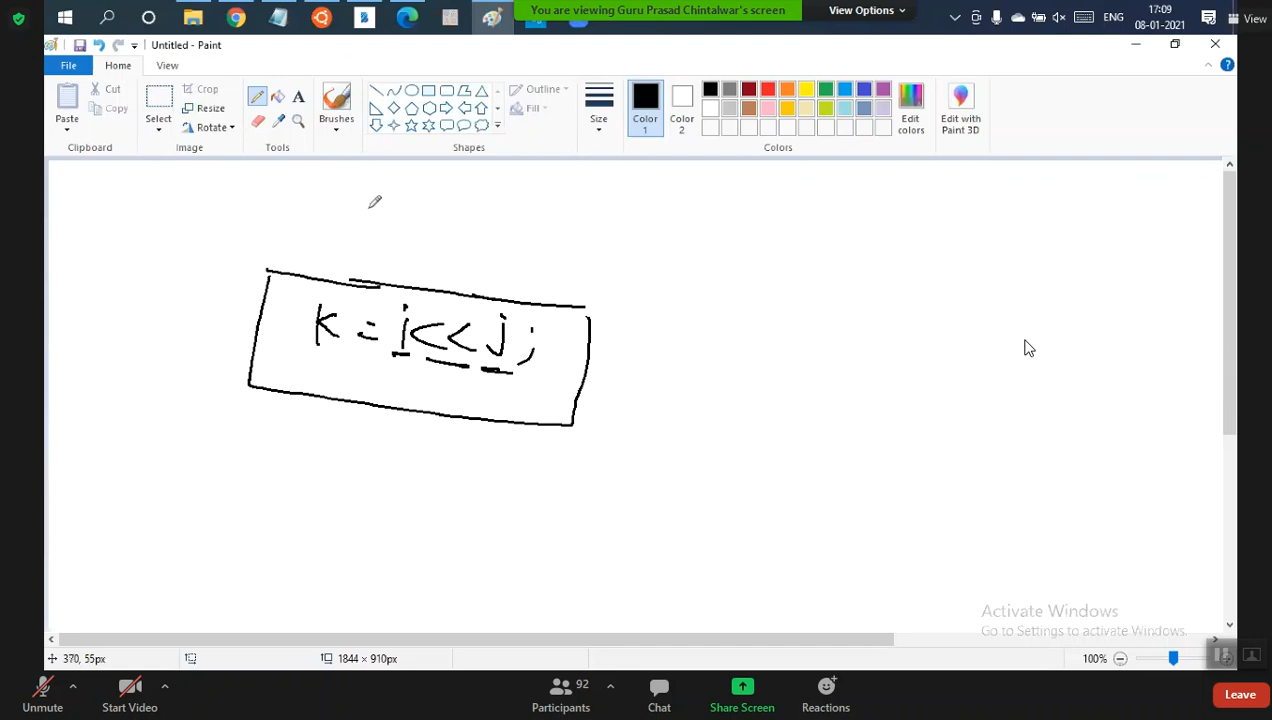 You are viewing Guru Prasad Chintalwar's screen
View Options
ENG
17:09
08-01-2021
View
Untitled - Paint
File
Home
View
Paste
Cut
Copy
Clipboard
Select
Crop
Resize
Rotate
Image
Tools
Brushes
Shapes
Outline
Fill
Size
Color
1
Color
2
Edit
colors
Colors
Edit with
Paint 3D
K = i<< j ;
Activate Windows
Go to Settings to activate Windows.
370, 55px
1844 × 910px
100%
Unmute
Start Video
92
Participants
Chat
Share Screen
Reactions
Leave